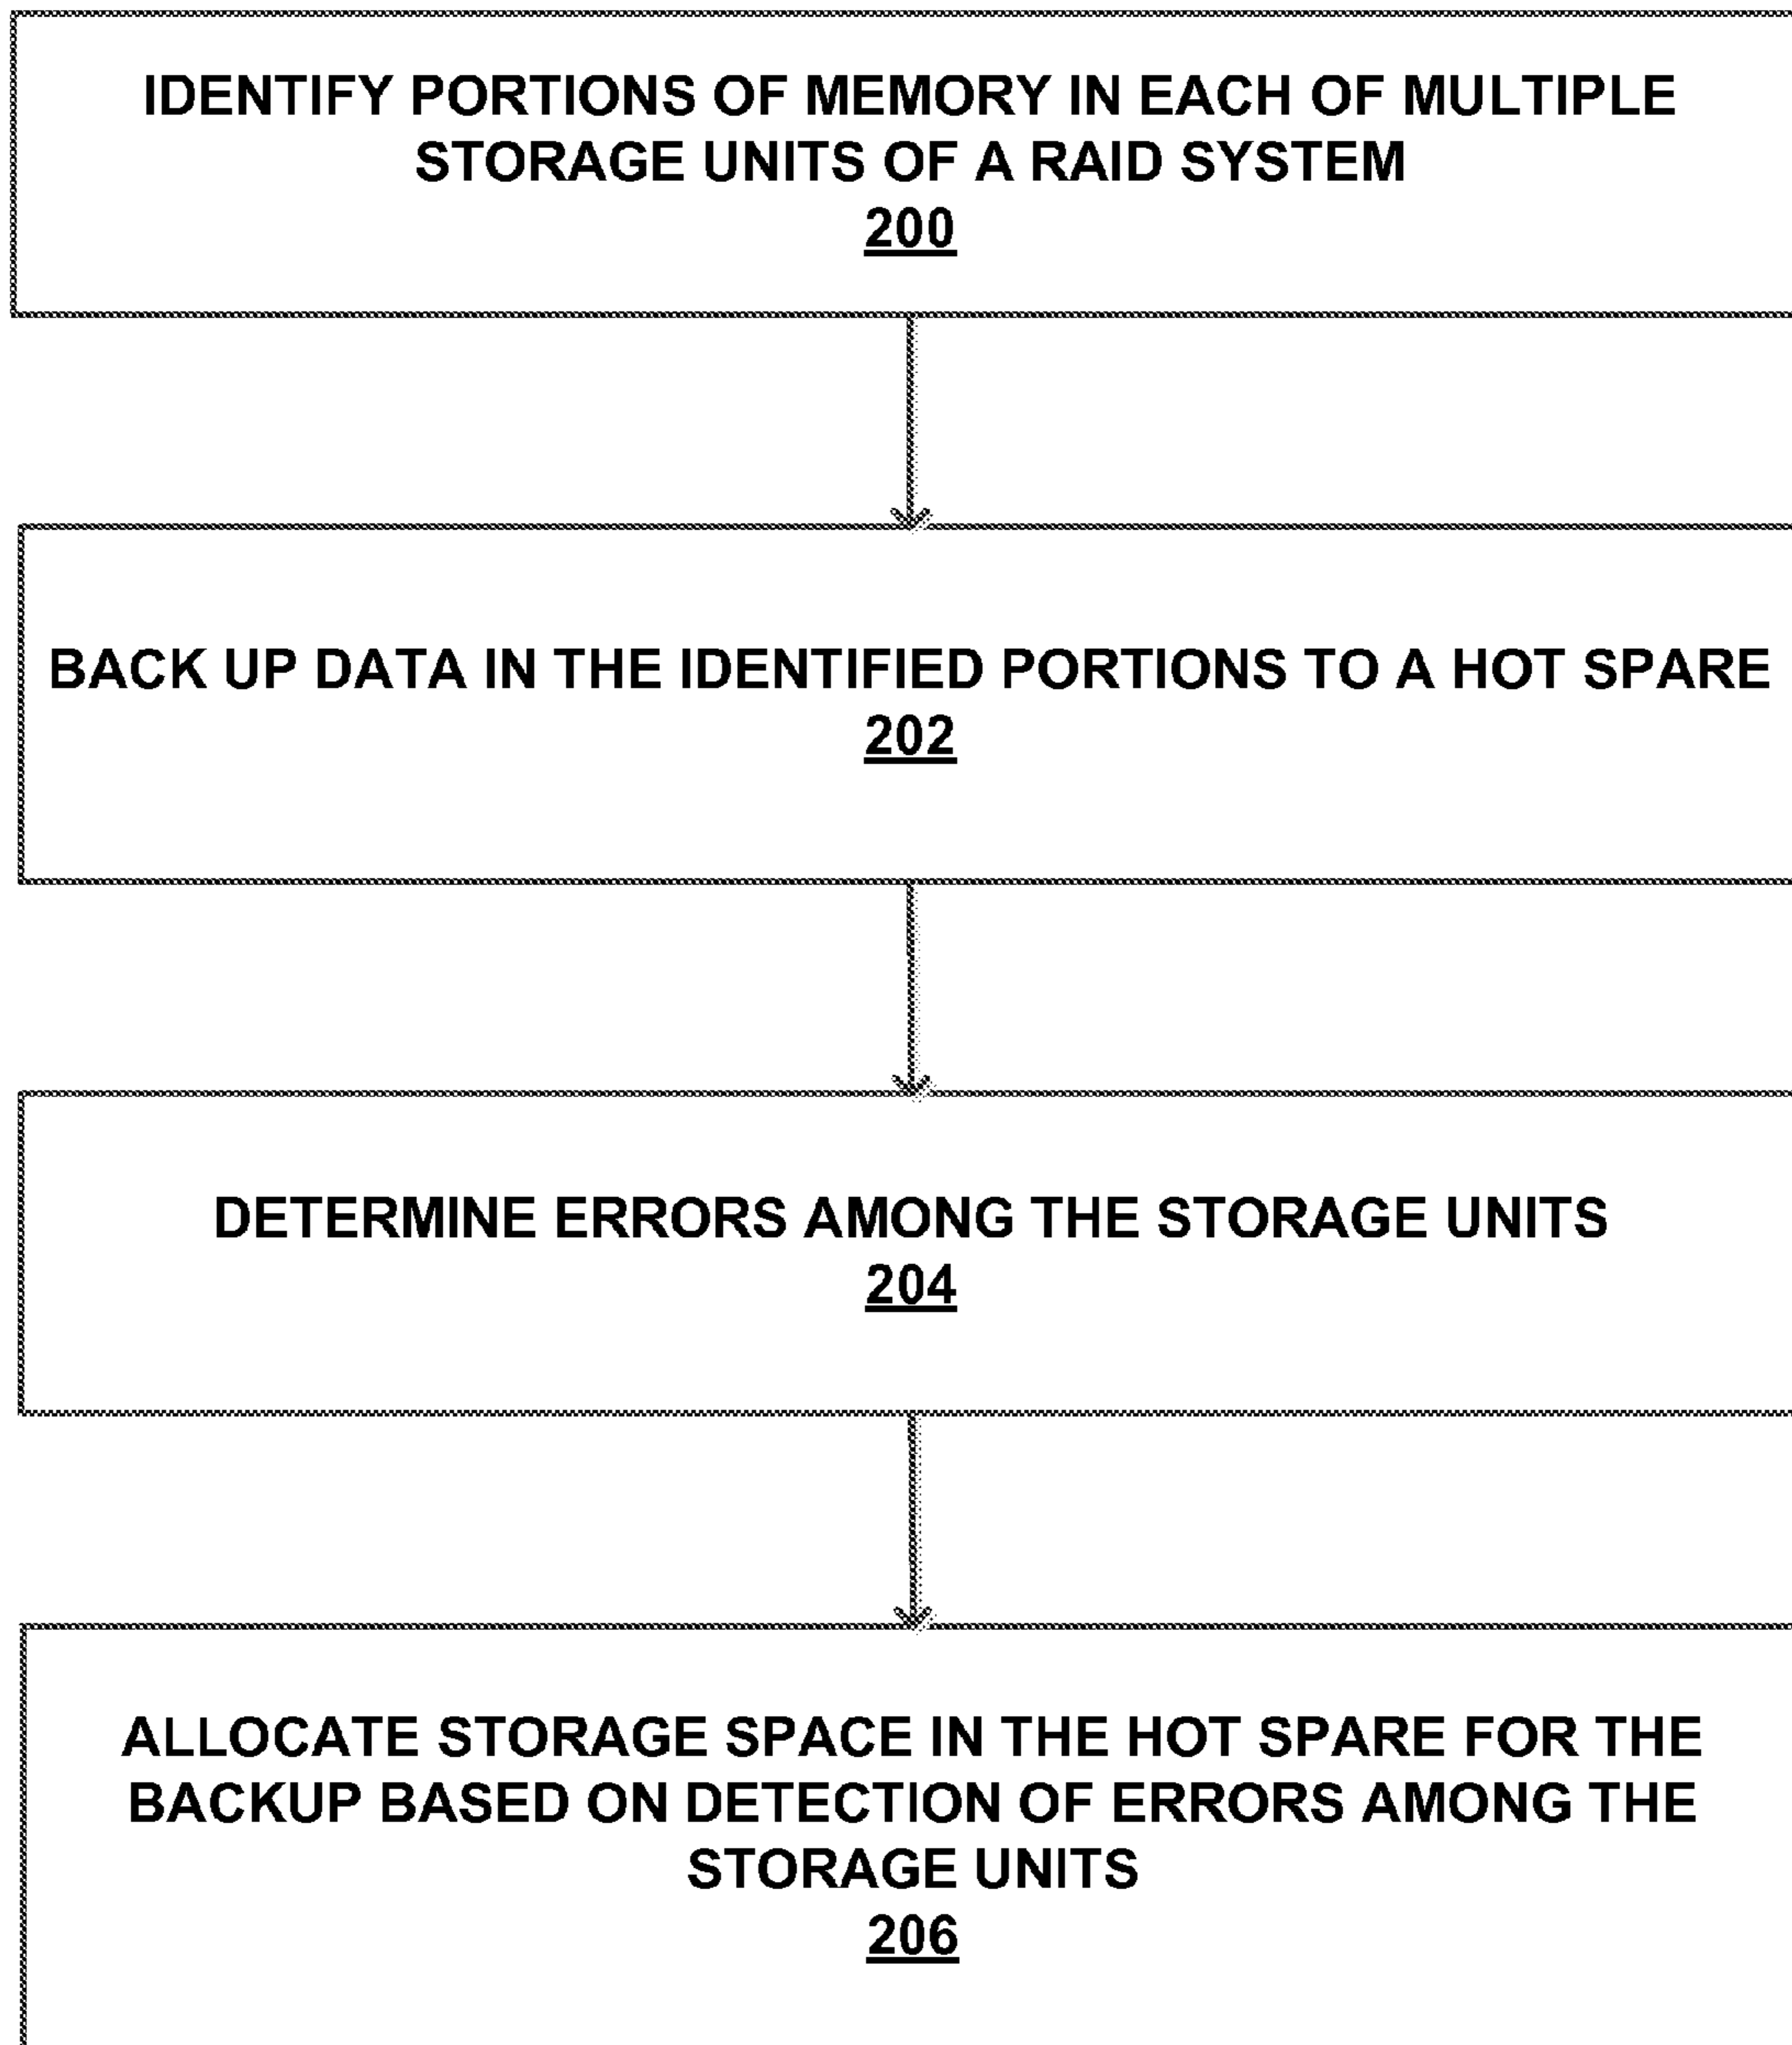 IDENTIFY PORTIONS OF MEMORY IN EACH OF MULTIPLE
STORAGE UNITS OF A RAID SYSTEM
200
BACK UP DATA IN THE IDENTIFIED PORTIONS TO A HOT SPARE
202
DETERMINE ERRORS AMONG THE STORAGE UNITS
204
ALLOCATE STORAGE SPACE IN THE HOT SPARE FOR THE
BACKUP BASED ON DETECTION OF ERRORS AMONG THE
STORAGE UNITS
206